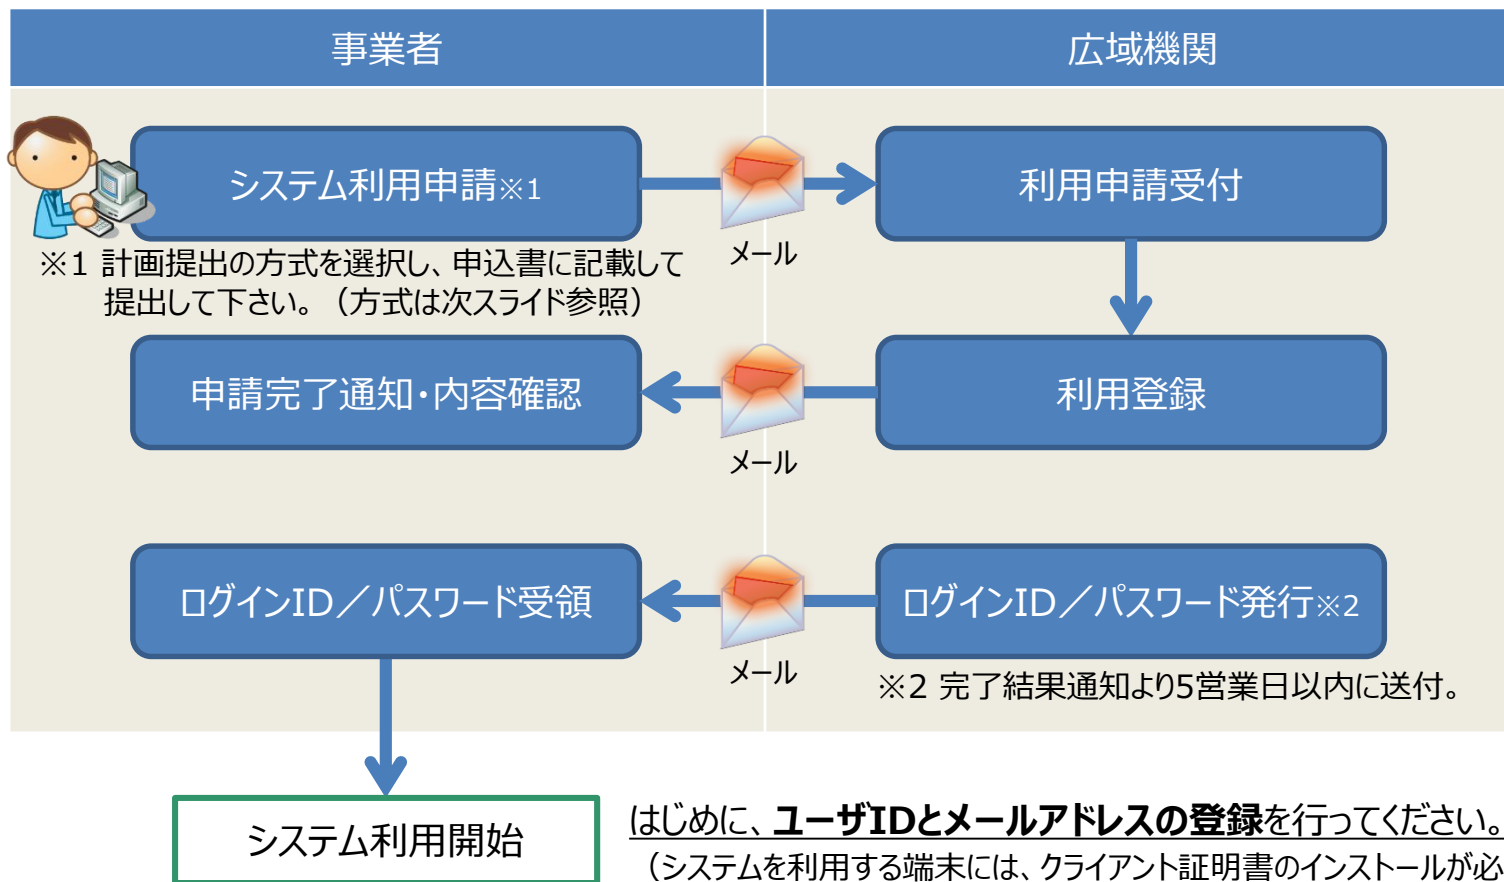 事業者
広域機関
システム利用申請※1
メール
利用申請受付
※1 計画提出の方式を選択し、申込書に記載して
提出して下さい。（方式は次スライド参照）
申請完了通知・内容確認
メール
利用登録
ログインID／パスワード受領
メール
ログインID／パスワード発行※2
※2 完了結果通知より5営業日以内に送付。
システム利用開始
はじめに、ユーザIDとメールアドレスの登録を行ってください。
（システムを利用する端末には、クライアント証明書のインストールが必